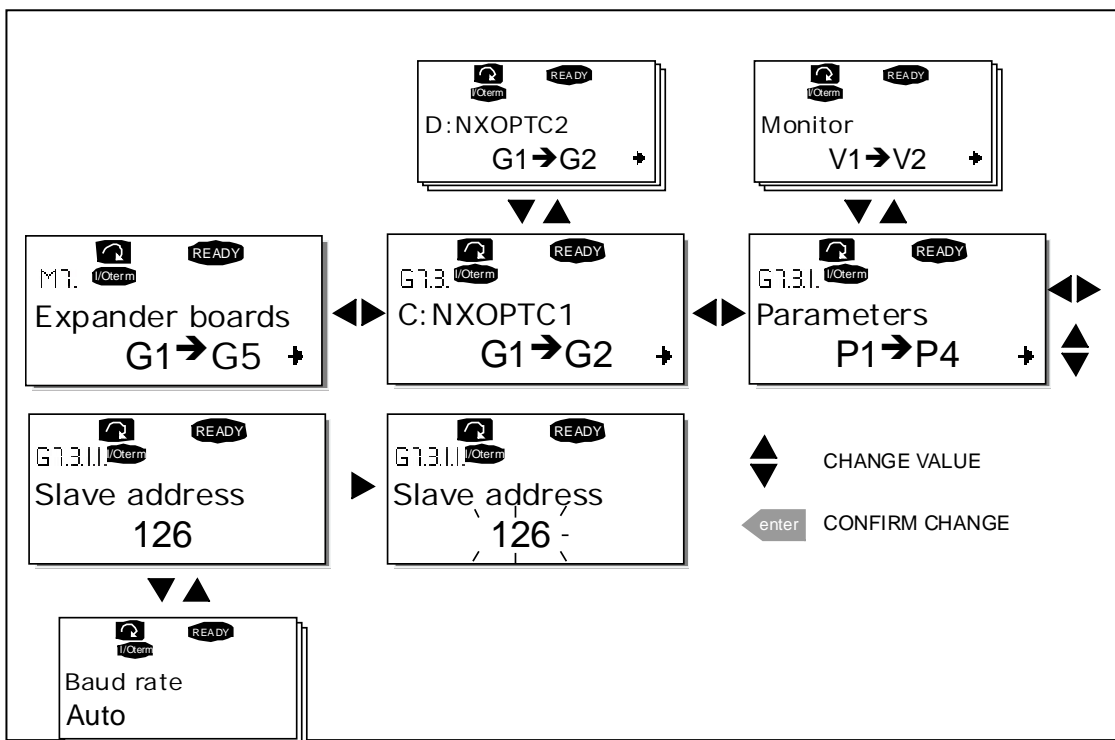 READY
I/Oterm
D:NXOPTC2
G1➔G2
READY
I/Oterm
Monitor
V1➔V2
READY
M7. I/Oterm
Expander boards
G1➔G5
READY
G7.3. I/Oterm
C:NXOPTC1
G1➔G2
READY
G7.3.1. I/Oterm
Parameters
P1➔P4
READY
G7.3.1.1. I/Oterm
Slave address
126
READY
G7.3.1.1. I/Oterm
Slave address
126
CHANGE VALUE
enter CONFIRM CHANGE
READY
I/Oterm
Baud rate
Auto